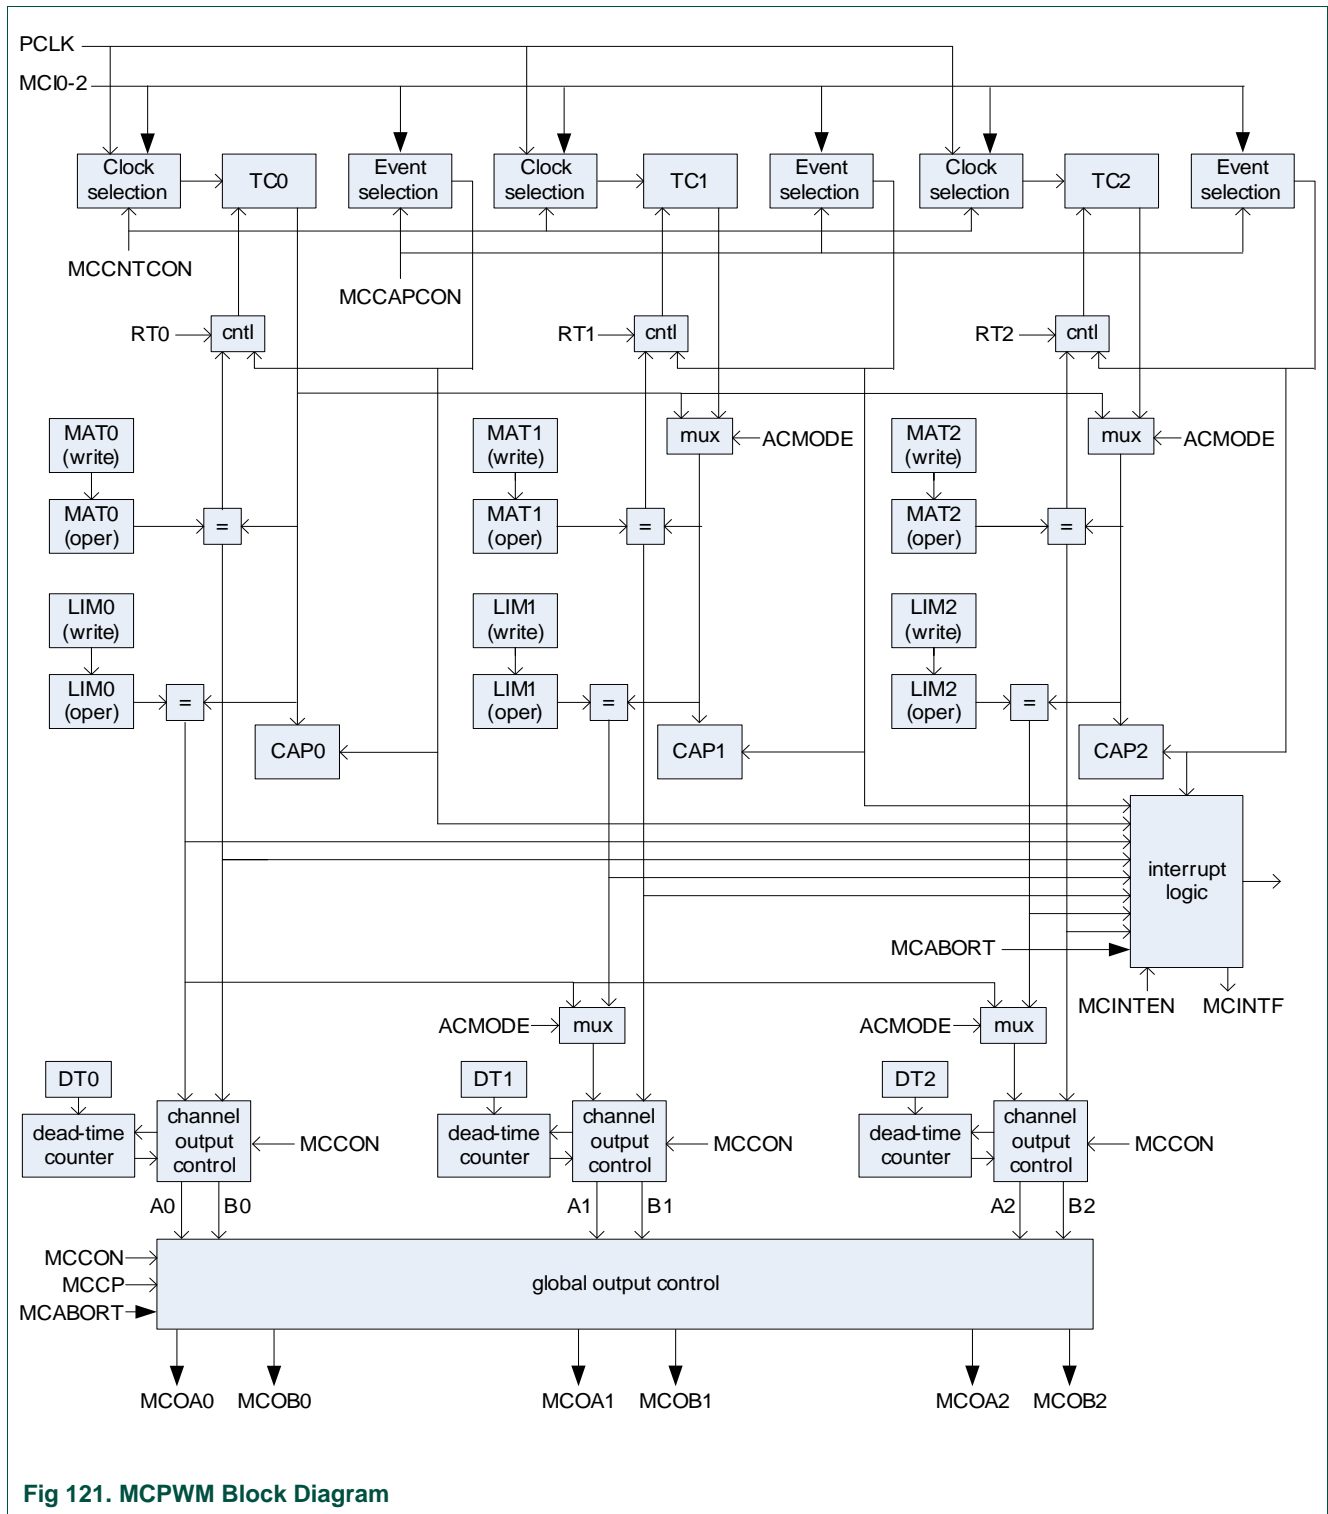 PCLK
MCI0-2
Clock
selection
TC0
Event
selection
Clock
selection
TC1
Event
selection
Clock
selection
TC2
Event
selection
MCCNTCON
MCCAPCON
RT0
cntl
RT1
cntl
RT2
cntl
MAT0
(write)
MAT1
(write)
mux
ACMODE
MAT2
(write)
mux
ACMODE
MAT0
(oper)
=
MAT1
(oper)
=
MAT2
(oper)
=
LIM0
(write)
LIM1
(write)
LIM2
(write)
LIM0
(oper)
=
LIM1
(oper)
=
LIM2
(oper)
=
CAP0
CAP1
CAP2
interrupt
logic
MCABORT
MCINTEN
MCINTF
ACMODE
mux
ACMODE
mux
DT0
DT1
DT2
dead-time
counter
channel
output
control
MCCON
dead-time
counter
channel
output
control
MCCON
dead-time
counter
channel
output
control
MCCON
A0
B0
A1
B1
A2
B2
MCCON
MCCP
MCABORT
global output control
MCOA0
MCOB0
MCOA1
MCOB1
MCOA2
MCOB2
Fig 121. MCPWM Block Diagram